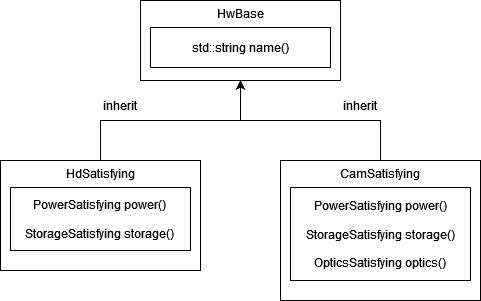 HwBase
std::string name()
inherit
inherit
HdSatisfying
PowerSatisfying power()
StorageSatisfying storage()
CamSatisfying
PowerSatisfying power()
StorageSatisfying storage()
OpticsSatisfying optics()